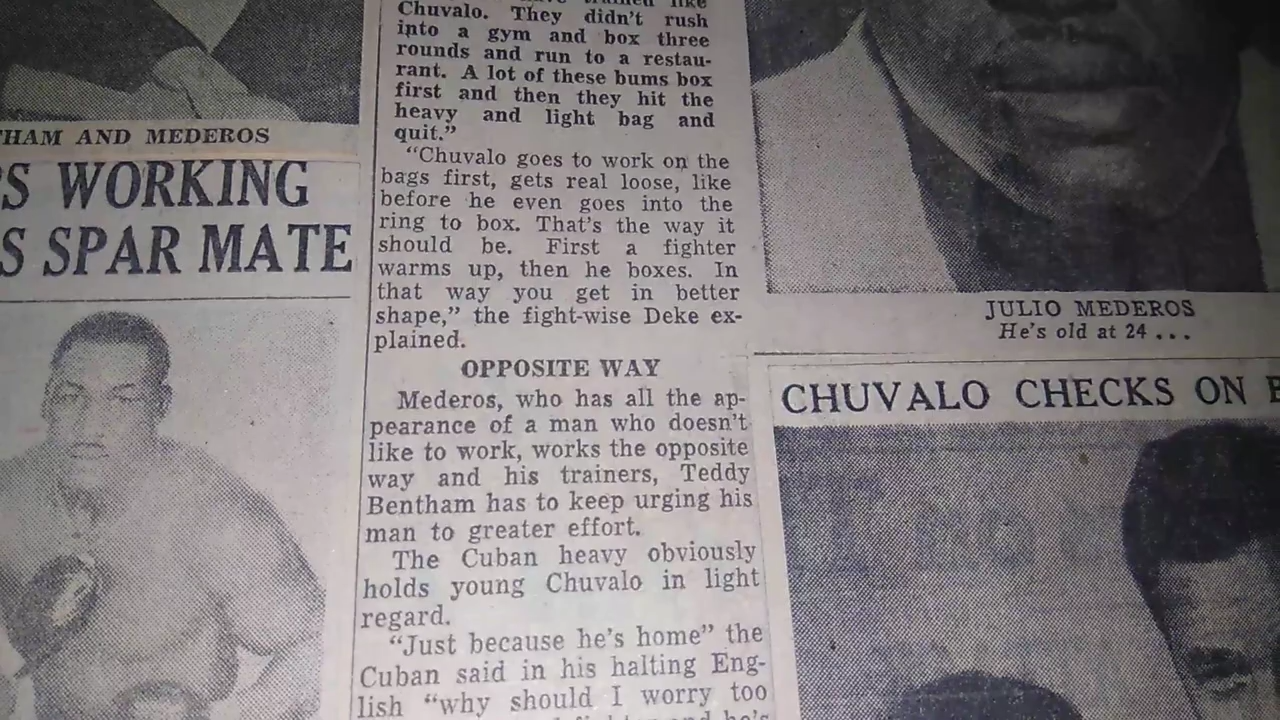 HAM AND MEDEROS
S WORKING
S SPAR MATE
like
Chuvalo. They didn't rush
into a gym and box three
rounds and run to a restau-
rant. A lot of these bums box
first and then they hit the
heavy and light bag and
quit."
"Chuvalo goes to work on the
bags first, gets real loose, like
before he even goes into the
ring to box. That's the way it
should be. First a fighter
warms up, then he boxes. In
that way you get in better
shape," the fight-wise Deke ex-
plained.
OPPOSITE WAY
Mederos, who has all the ap-
pearance of a man who doesn't
like to work, works the opposite
way and his trainers, Teddy
Bentham has to keep urging his
man to greater effort.
The Cuban heavy obviously
holds young Chuvalo in light
regard.
"Just because he's home" the
Cuban said in his halting Eng-
lish "why should I worry too
and he's
JULIO MEDEROS
He's old at 24 ...
CHUVALO CHECKS ON